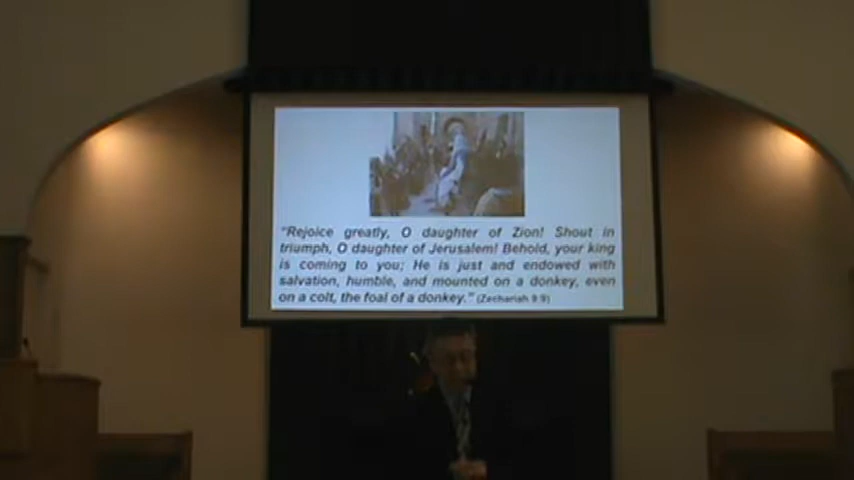 "Rejoice greatly, O daughter of Zion! Shout in
triumph, O daughter of Jerusalem! Behold, your king
is coming to you; He is just and endowed with
salvation, humble, and mounted on a donkey, even
on a colt, the foal of a donkey." (Zechariah 9:9)